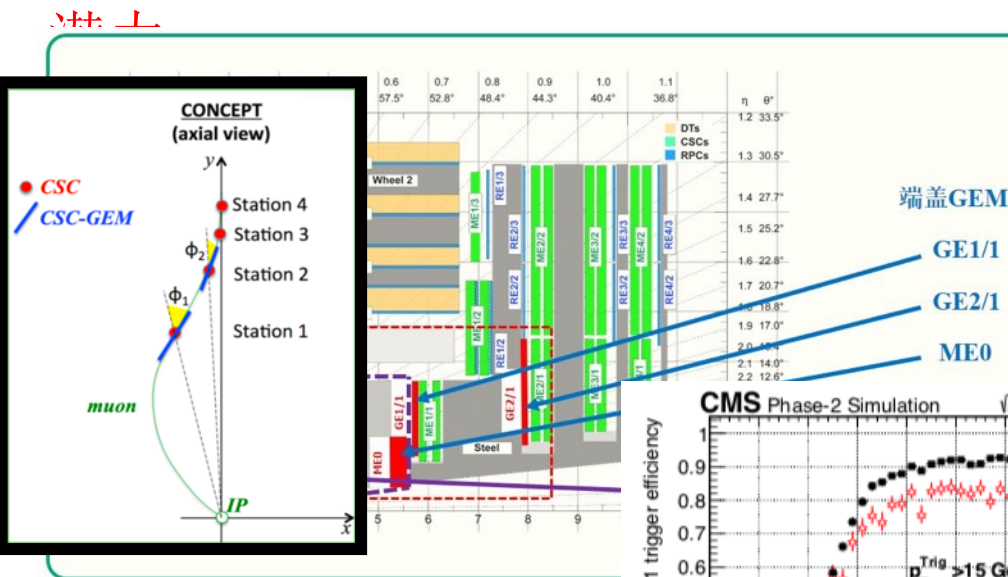 CONCEPT
(axial view)
y
CSC
CSC-GEM
Station 4
Station 3
Station 2
Station 1
ϕ2
ϕ1
muon
IP
x
0.6 0.7 0.8 0.9 1.0 1.1
57.5° 52.8° 48.4° 44.3° 40.4° 36.8°
η θ°
1.2 33.5°
1.3 30.5°
1.4 27.7°
1.5 25.2°
1.6 22.8°
1.7 20.7°
1.8 18.8°
1.9 17.0°
2.0
2.1 14.0°
2.2 12.6°
DTs
CSCs
RPCs
Wheel 2
ME1/3
RE1/3
RE2/3
ME2/2
ME3/2
RE3/3
ME4/2
RE4/3
RE2/2
RE3/2
RE4/2
ME1/2
RE1/2
GE1/1
ME1/1
GE2/1
ME2/1
ME3/1
ME0
Steel
5 6 7 8 9
端盖GEM
GE1/1
GE2/1
ME0
CMS Phase-2 Simulation
1 trigger efficiency
1
0.9
0.8
0.7
0.6
pTrig >15 G